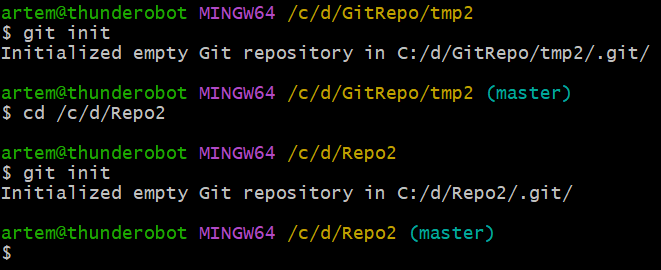 artem@thunderobot MINGW64 /c/d/GitRepo/tmp2
$ git init
Initialized empty Git repository in C:/d/GitRepo/tmp2/.git/
artem@thunderobot MINGW64 /c/d/GitRepo/tmp2 (master)
$ cd /c/d/Repo2
artem@thunderobot MINGW64 /c/d/Repo2
$ git init
Initialized empty Git repository in C:/d/Repo2/.git/
artem@thunderobot MINGW64 /c/d/Repo2 (master)
$